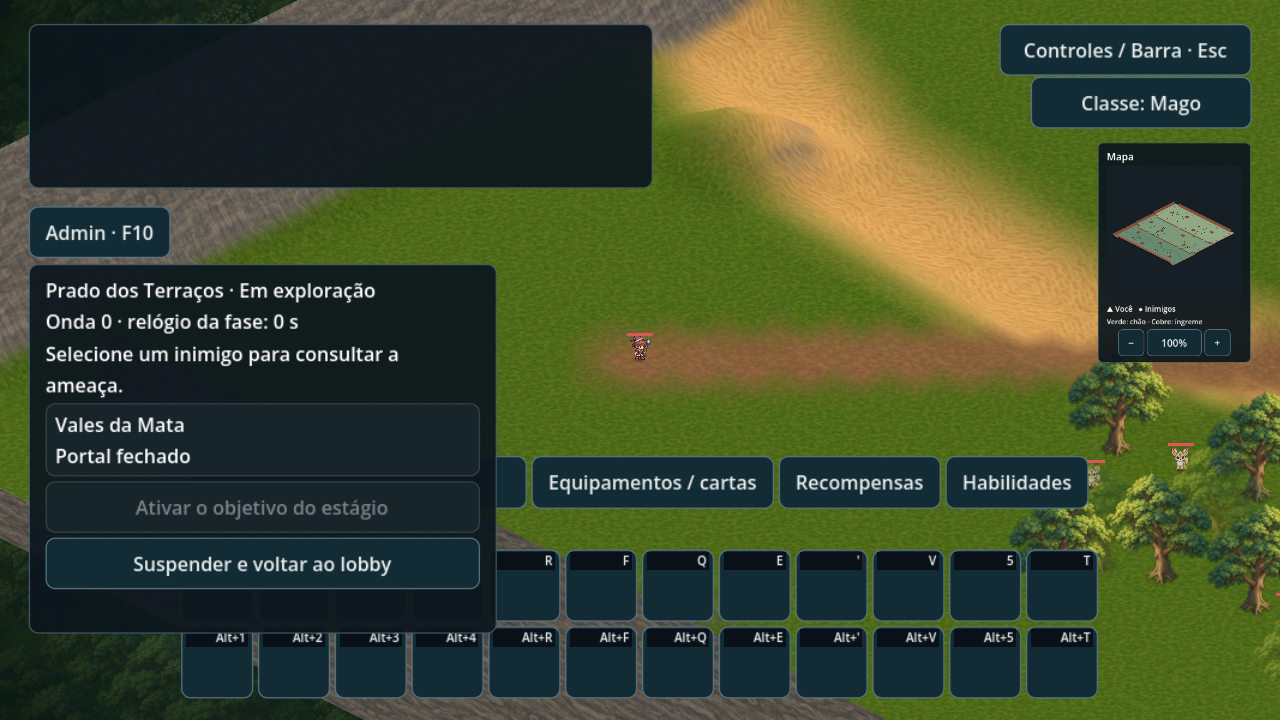 Controles / Barra · Esc
Classe: Mago
Mapa
▲ Você ● Inimigos
Verde: chão · Cobre: íngreme
− 100% +
Admin · F10
Prado dos Terraços · Em exploração
Onda 0 · relógio da fase: 0 s
Selecione um inimigo para consultar a
ameaça.
Vales da Mata
Portal fechado
Ativar o objetivo do estágio
Suspender e voltar ao lobby
Equipamentos / cartas Recompensas Habilidades
R F Q E ' V 5 T
Alt+1 Alt+2 Alt+3 Alt+4 Alt+R Alt+F Alt+Q Alt+E Alt+' Alt+V Alt+5 Alt+T